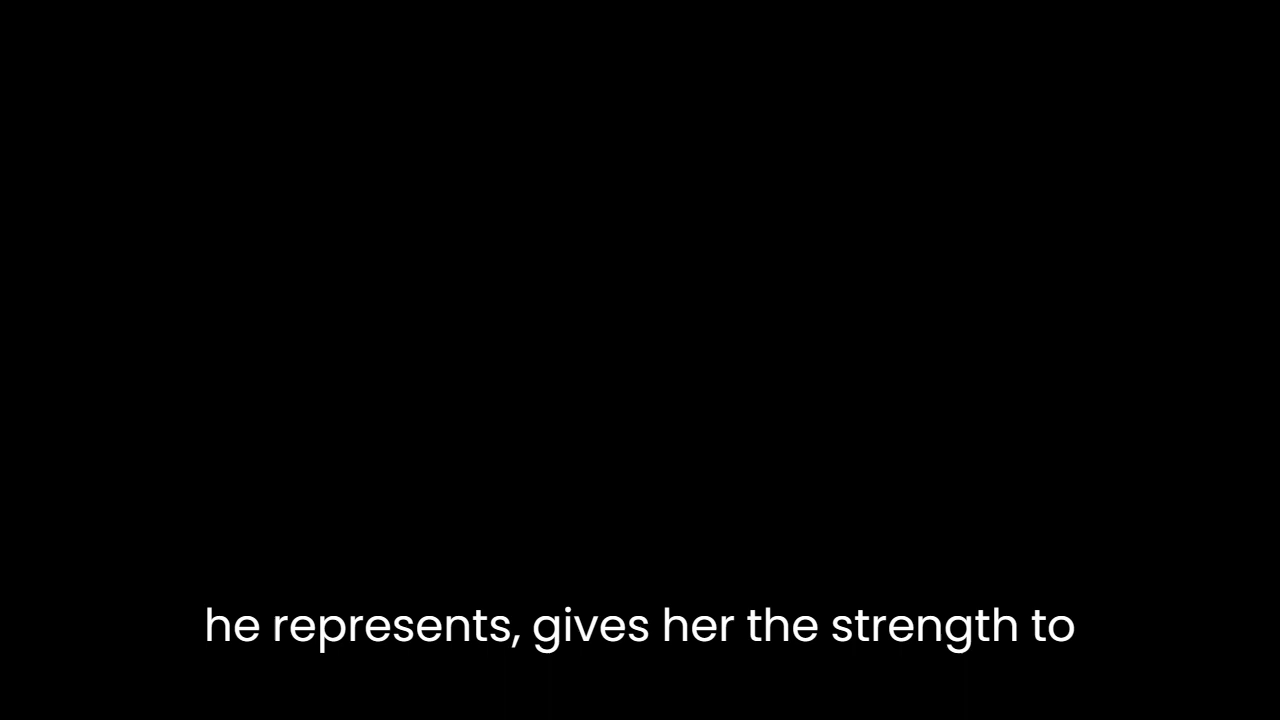 he represents, gives her the strength to